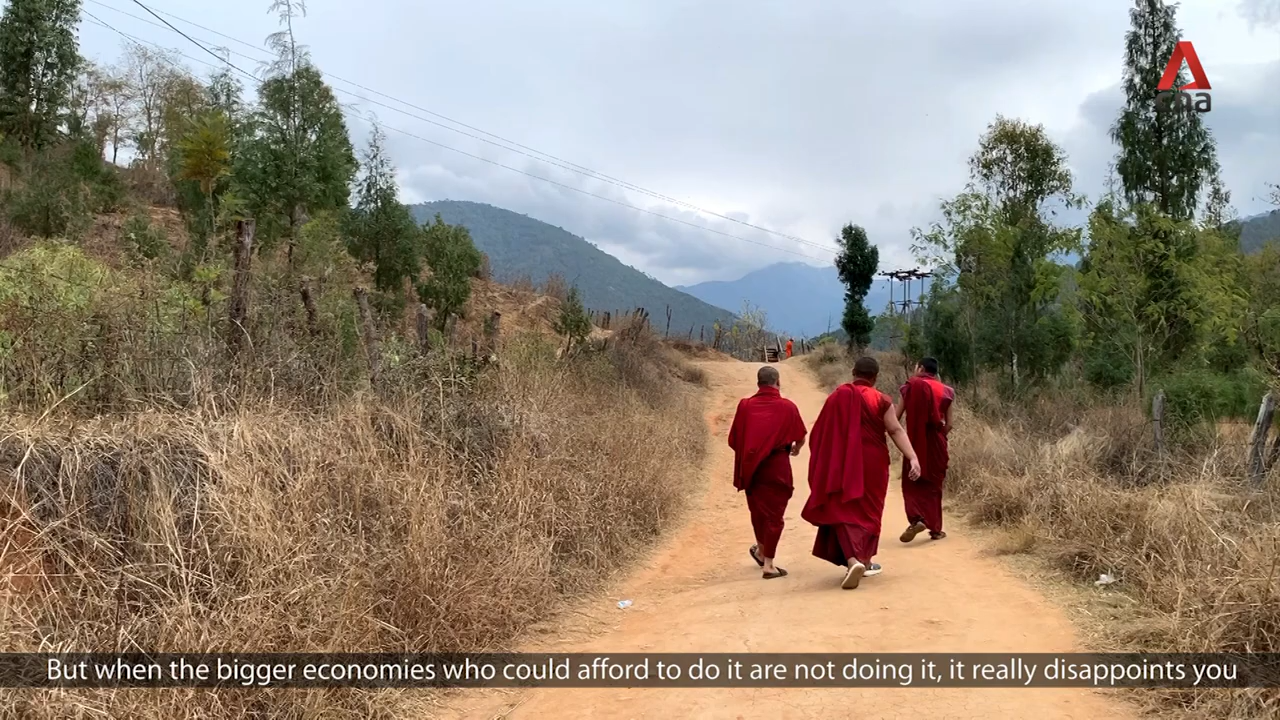 cna
But when the bigger economies who could afford to do it are not doing it, it really disappoints you